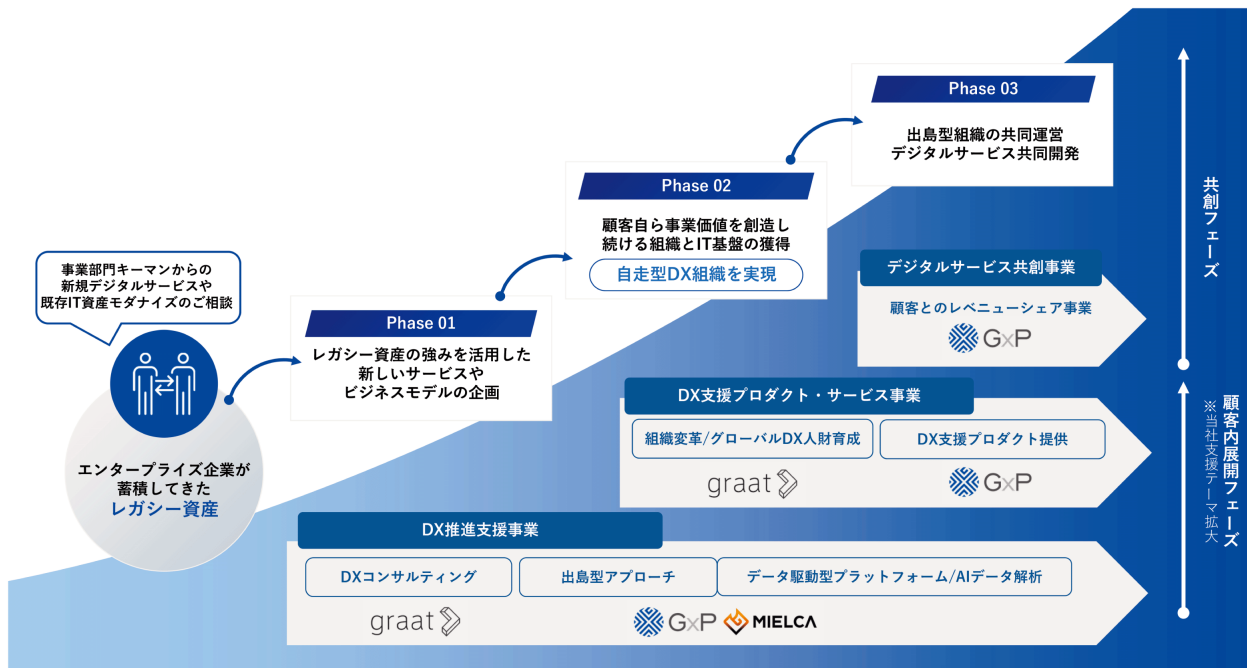 事業部門キーマンからの
新規デジタルサービスや
既存IT資産モダナイズのご相談
エンタープライズ企業が
蓄積してきた
レガシー資産
Phase 01
レガシー資産の強みを活用した
新しいサービスや
ビジネスモデルの企画
Phase 02
顧客自ら事業価値を創造し
続ける組織とIT基盤の獲得
自走型DX組織を実現
Phase 03
出島型組織の共同運営
デジタルサービス共同開発
デジタルサービス共創事業
顧客とのレベニューシェア事業
GxP
DX支援プロダクト・サービス事業
組織変革/グローバルDX人財育成
DX支援プロダクト提供
graat
GxP
DX推進支援事業
DXコンサルティング
出島型アプローチ
データ駆動型プラットフォーム/AIデータ解析
graat
GxP
MIELCA
共創フェーズ
顧客内展開フェーズ
※当社支援テーマ拡大